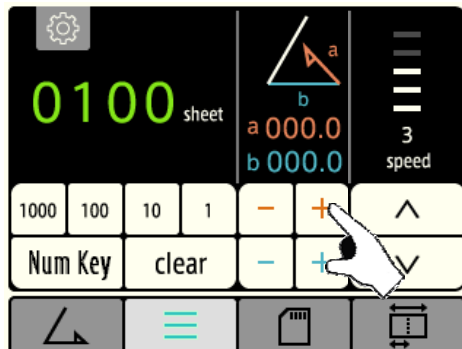 0100 sheet
a
b
a 000.0
b 000.0
3
speed
1000 100 10 1 - +
Num Key clear - +